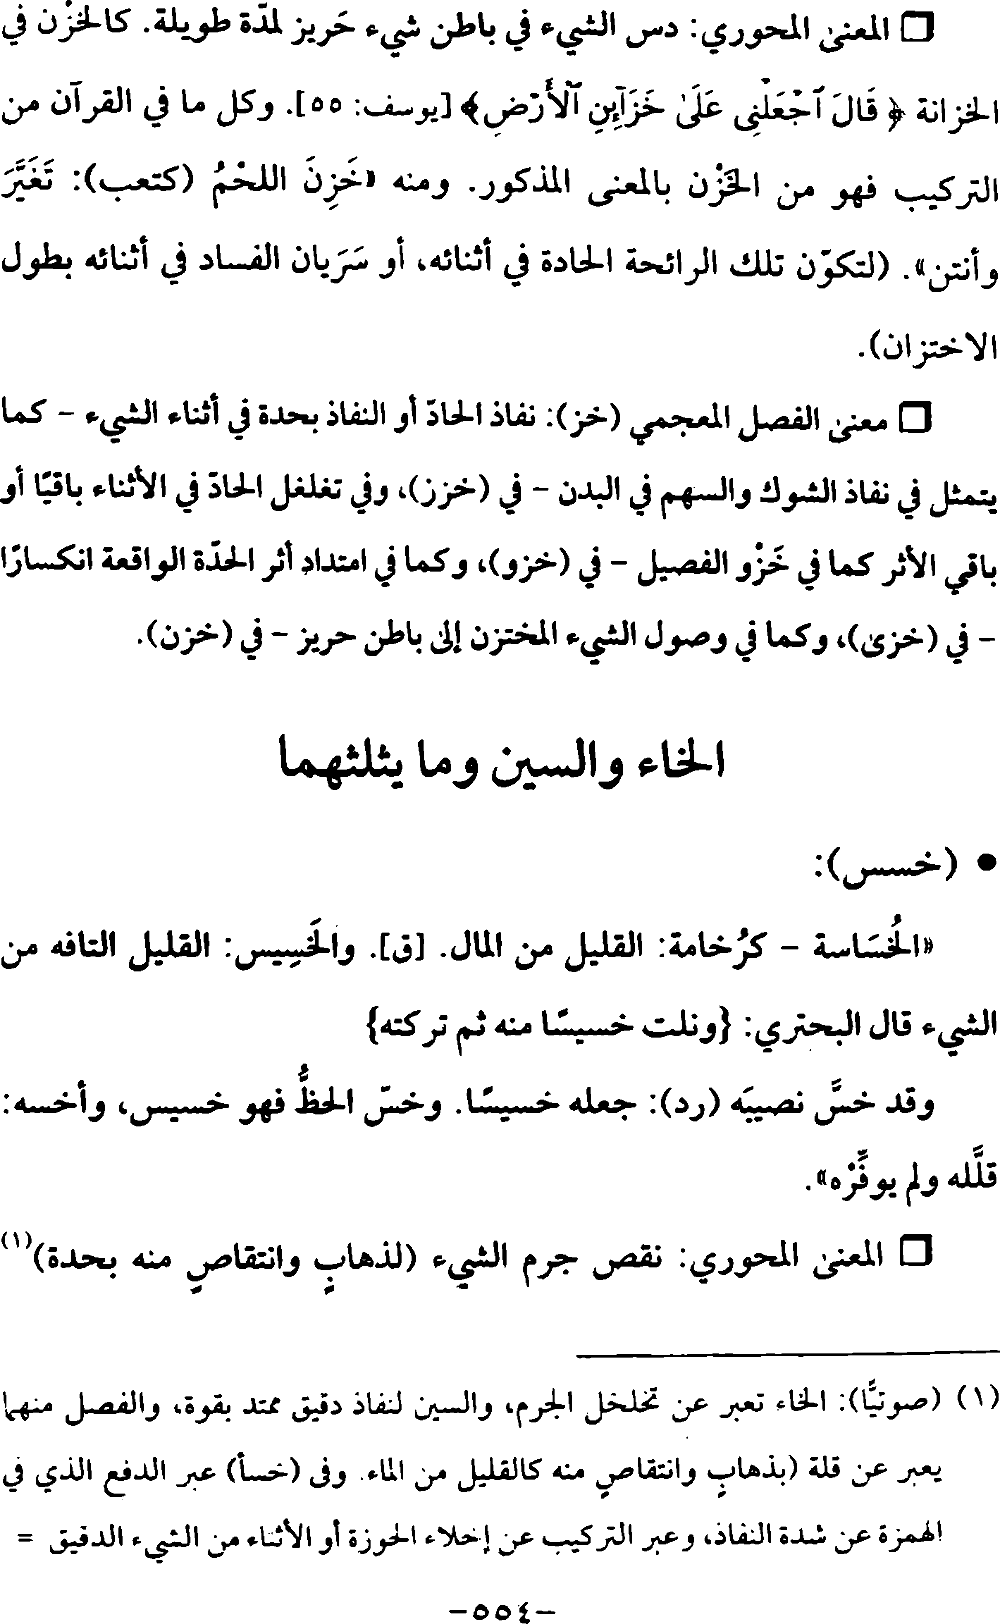 ❒ المعنى المحوري: دس الشيء في باطن شيء حَريز لمدّة طويلة. كالخَزْن في
الخزانة ﴿ قَالَ ٱجْعَلْنِى عَلَىٰ خَزَآئِنِ ٱلْأَرْضِ﴾ [يوسف: ٥٥]. وكل ما في القرآن من
التركيب فهو من الخَزْن بالمعنى المذكور. ومنه «خَزِنَ اللحْمُ (كتعب): تَغَيَّرَ
وأنتن». (لتكوّن تلك الرائحة الحادة في أثنائه، أو سَرَيان الفساد في أثنائه بطول
الاختزان).
❒ معنى الفصل المعجمي (خز): نفاذ الحادّ أو النفاذ بحدة في أثناء الشيء – كما
يتمثل في نفاذ الشوك والسهم في البدن – في (خزز)، وفي تغلغل الحادّ في الأثناء باقيًا أو
باقي الأثر كما في خَزْو الفصيل – في (خزو)، وكما في امتداد أثر الحدّة الواقعة انكسارًا
– في (خزى)، وكما في وصول الشيء المختزن إلى باطن حريز – في (خزن).
الخاء والسين وما يثلثهما
• (خسس):
«الخُسَاسة – كرُخامة: القليل من المال. [ق]. والخَسِيس: القليل التافه من
الشيء قال البحتري: {ونلت خسيسًا منه ثم تركته}
وقد خسَّ نصيبَه (رد): جعله خسيسًا. وخسّ الحظُّ فهو خسيس، وأخسه:
قلَّله ولم يوفِّرْه».
❒ المعنى المحوري: نقص جرم الشيء (لذهابٍ وانتقاصٍ منه بحدة)(١)
(١) (صوتيًّا): الخاء تعبر عن تخلخل الجرم، والسين لنفاذ دقيق ممتد بقوة، والفصل منهما
يعبر عن قلة (بذهابٍ وانتقاصٍ منه كالقليل من الماء. وفى (خسأ) عبر الدفع الذي في
الهمزة عن شدة النفاذ، وعبر التركيب عن إخلاء الحوزة أو الأثناء من الشيء الدقيق =
–٥٥٤–